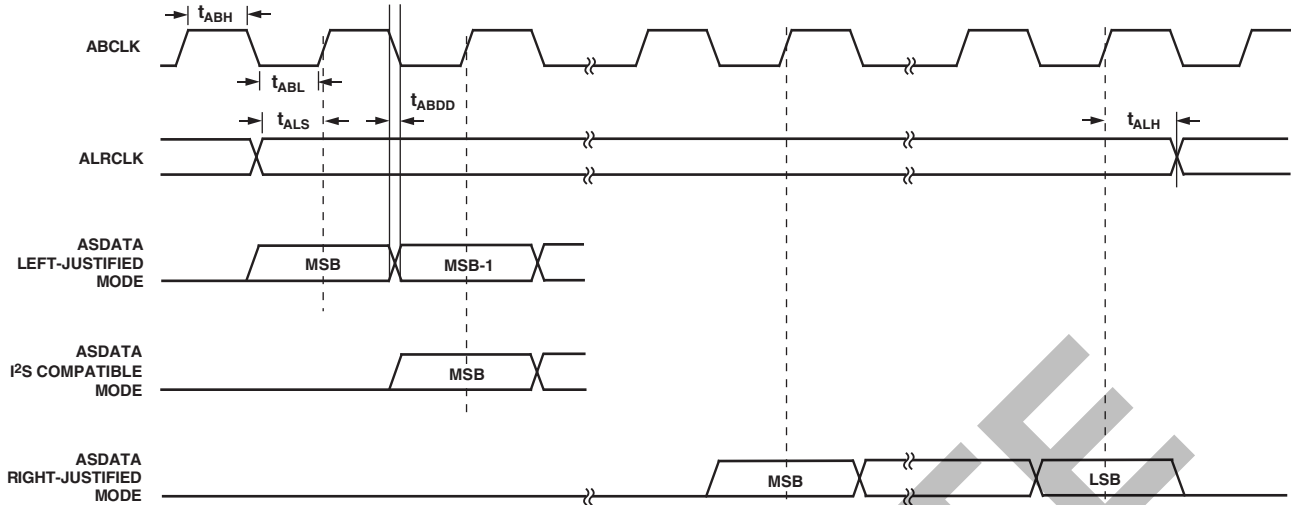 tABH
ABCLK
tABL
tABDD
tALS
tALH
ALRCLK
ASDATA
LEFT-JUSTIFIED
MODE
MSB
MSB-1
ASDATA
I²S COMPATIBLE
MODE
MSB
ASDATA
RIGHT-JUSTIFIED
MODE
MSB
LSB